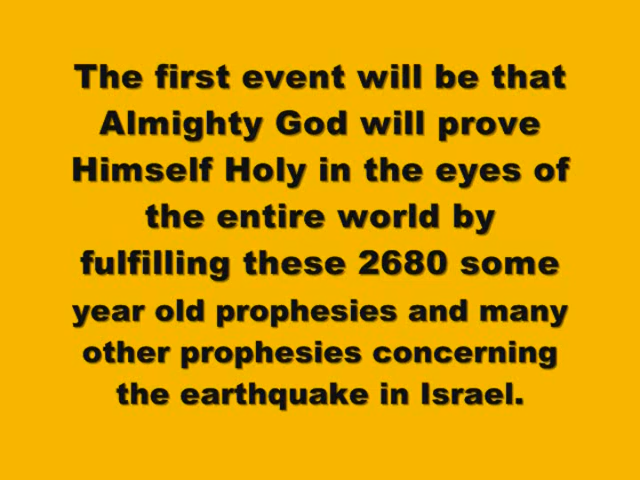 The first event will be that
Almighty God will prove
Himself Holy in the eyes of
the entire world by
fulfilling these 2680 some
year old prophesies and many
other prophesies concerning
the earthquake in Israel.